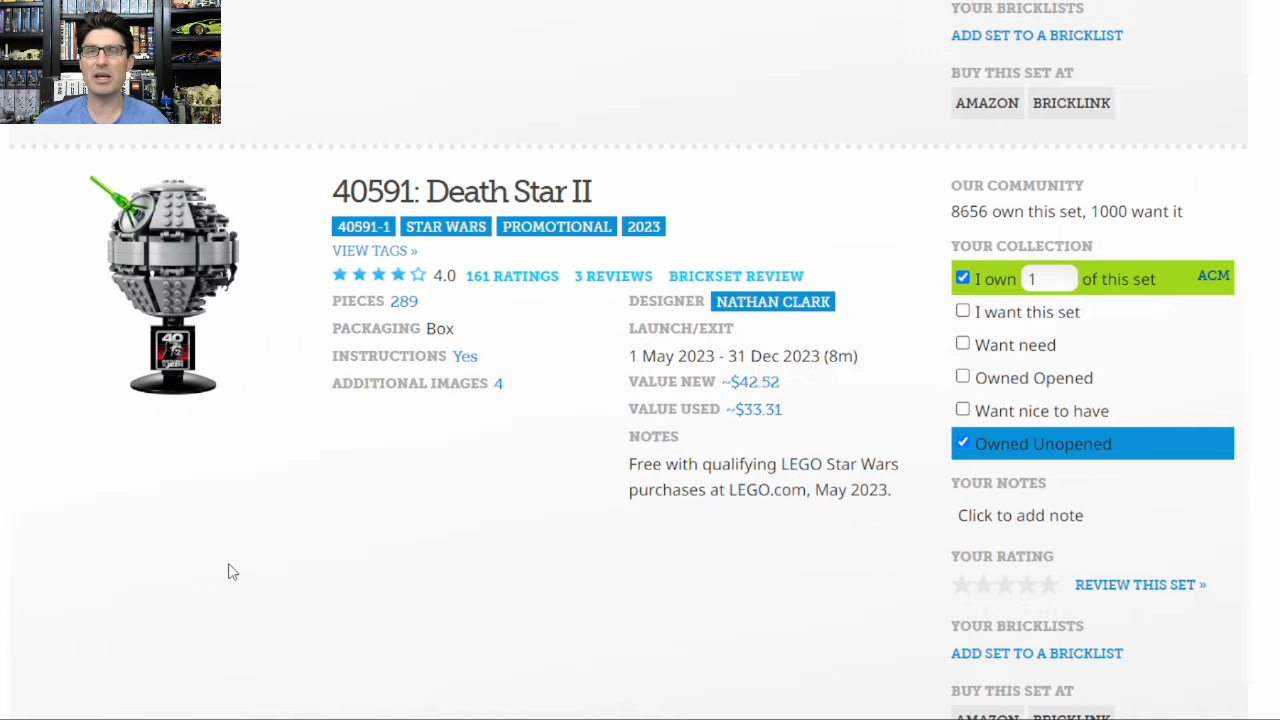 YOUR BRICKLISTS
ADD SET TO A BRICKLIST
BUY THIS SET AT
AMAZON BRICKLINK
40591: Death Star II
40591-1 STAR WARS PROMOTIONAL 2023
VIEW TAGS »
4.0 161 RATINGS 3 REVIEWS BRICKSET REVIEW
PIECES 289
PACKAGING Box
INSTRUCTIONS Yes
ADDITIONAL IMAGES 4
DESIGNER NATHAN CLARK
LAUNCH/EXIT
1 May 2023 - 31 Dec 2023 (8m)
VALUE NEW ~$42.52
VALUE USED ~$33.31
NOTES
Free with qualifying LEGO Star Wars
purchases at LEGO.com, May 2023.
OUR COMMUNITY
8656 own this set, 1000 want it
YOUR COLLECTION
I own 1 of this set ACM
I want this set
Want need
Owned Opened
Want nice to have
Owned Unopened
YOUR NOTES
Click to add note
YOUR RATING
REVIEW THIS SET »
YOUR BRICKLISTS
ADD SET TO A BRICKLIST
BUY THIS SET AT
AMAZON BRICKLINK
40